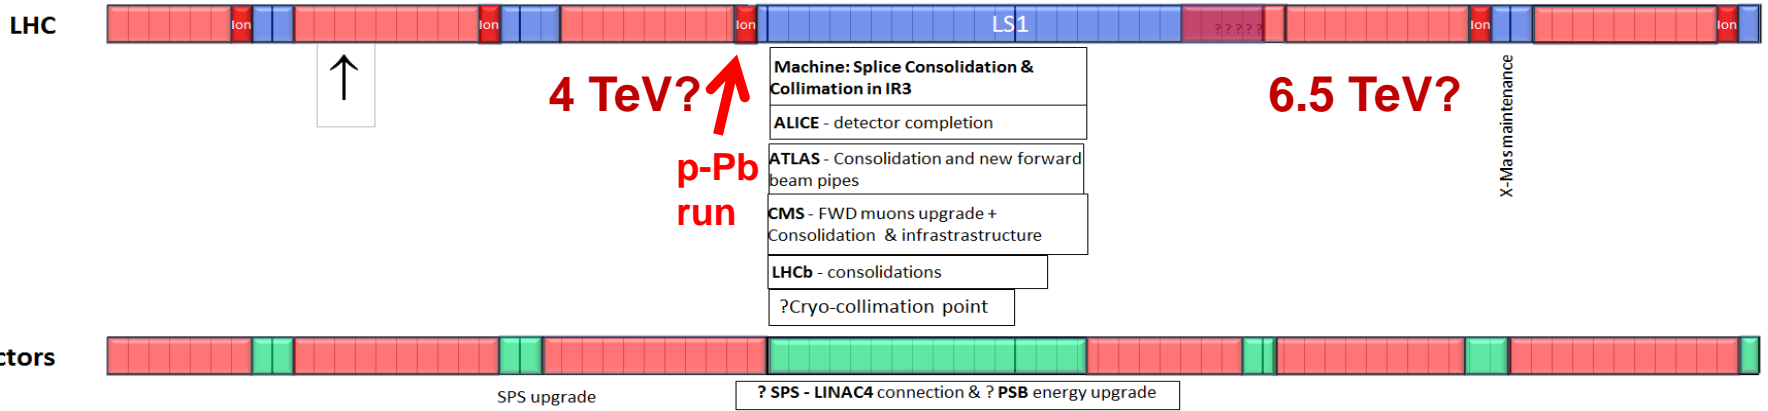 LHC
Ion
Ion
Ion
LS1
?????
Ion
Ion
4 TeV?
6.5 TeV?
p-Pb
run
Machine: Splice Consolidation &
Collimation in IR3
ALICE - detector completion
ATLAS - Consolidation and new forward
beam pipes
CMS - FWD muons upgrade +
Consolidation & infrastrastructure
LHCb - consolidations
?Cryo-collimation point
X-Mas maintenance
ctors
SPS upgrade
? SPS - LINAC4 connection & ? PSB energy upgrade